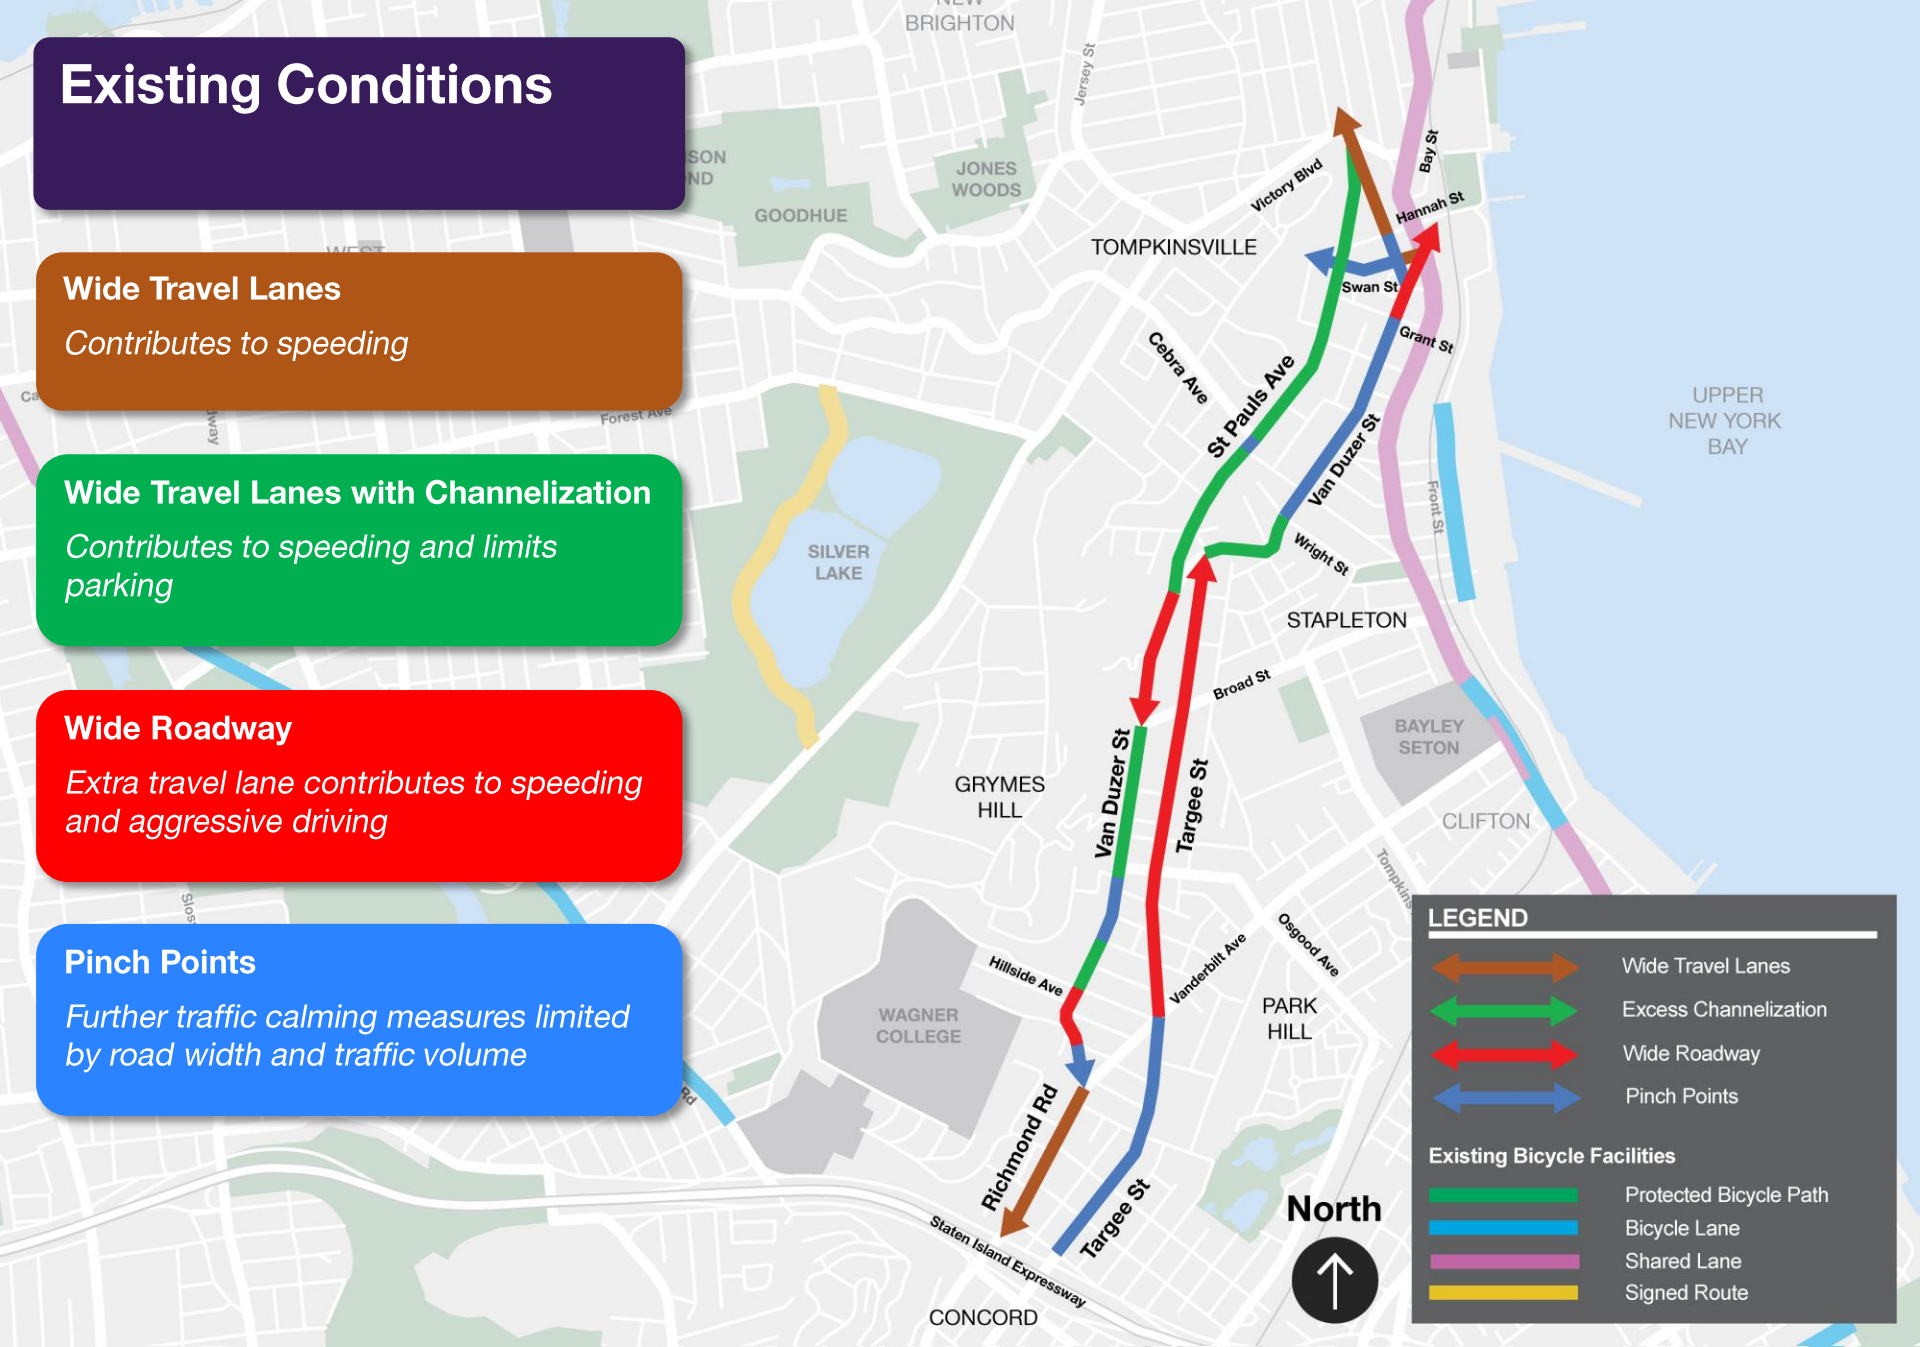 Existing Conditions
Wide Travel Lanes
Contributes to speeding
Wide Travel Lanes with Channelization
Contributes to speeding and limits
parking
Wide Roadway
Extra travel lane contributes to speeding
and aggressive driving
Pinch Points
Further traffic calming measures limited
by road width and traffic volume
BRIGHTON
Jersey St
JONES
WOODS
GOODHUE
Victory Blvd
Bay St
Hannah St
TOMPKINSVILLE
Swan St
Grant St
Cebra Ave
St Pauls Ave
Van Duzer St
Forest Ave
UPPER
NEW YORK
BAY
Front St
Wright St
SILVER
LAKE
STAPLETON
Broad St
BAYLEY
SETON
GRYMES
HILL
Van Duzer St
Targee St
CLIFTON
Hillside Ave
Vanderbilt Ave
Osgood Ave
WAGNER
COLLEGE
PARK
HILL
Rd
Richmond Rd
Targee St
Staten Island Expressway
CONCORD
North
LEGEND
Wide Travel Lanes
Excess Channelization
Wide Roadway
Pinch Points
Existing Bicycle Facilities
Protected Bicycle Path
Bicycle Lane
Shared Lane
Signed Route